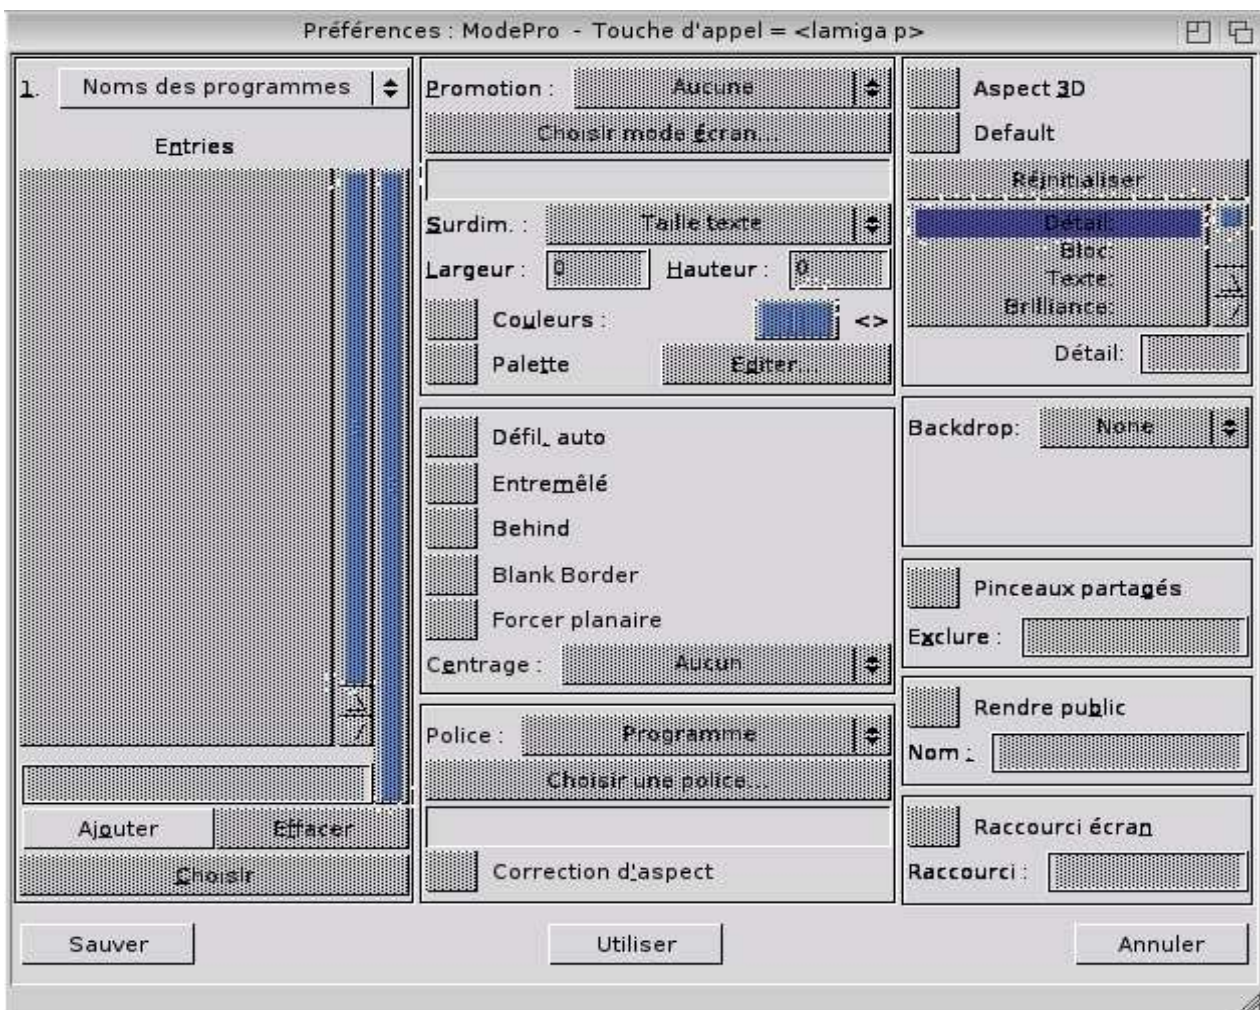 Préférences : ModePro - Touche d'appel = <lamiga p>
1. Noms des programmes
Entries
Ajouter
Effacer
Choisir
Promotion : Aucune
Choisir mode écran...
Surdim. : Taille texte
Largeur : 0 Hauteur : 0
Couleurs : <>
Palette Editer...
Défil. auto
Entremêlé
Behind
Blank Border
Forcer planaire
Centrage : Aucun
Police : Programme
Choisir une police...
Correction d'aspect
Aspect 3D
Default
Réinitialiser
Détail:
Bloc:
Texte:
Brilliance:
Détail:
Backdrop: None
Pinceaux partagés
Exclure :
Rendre public
Nom :
Raccourci écran
Raccourci :
Sauver
Utiliser
Annuler